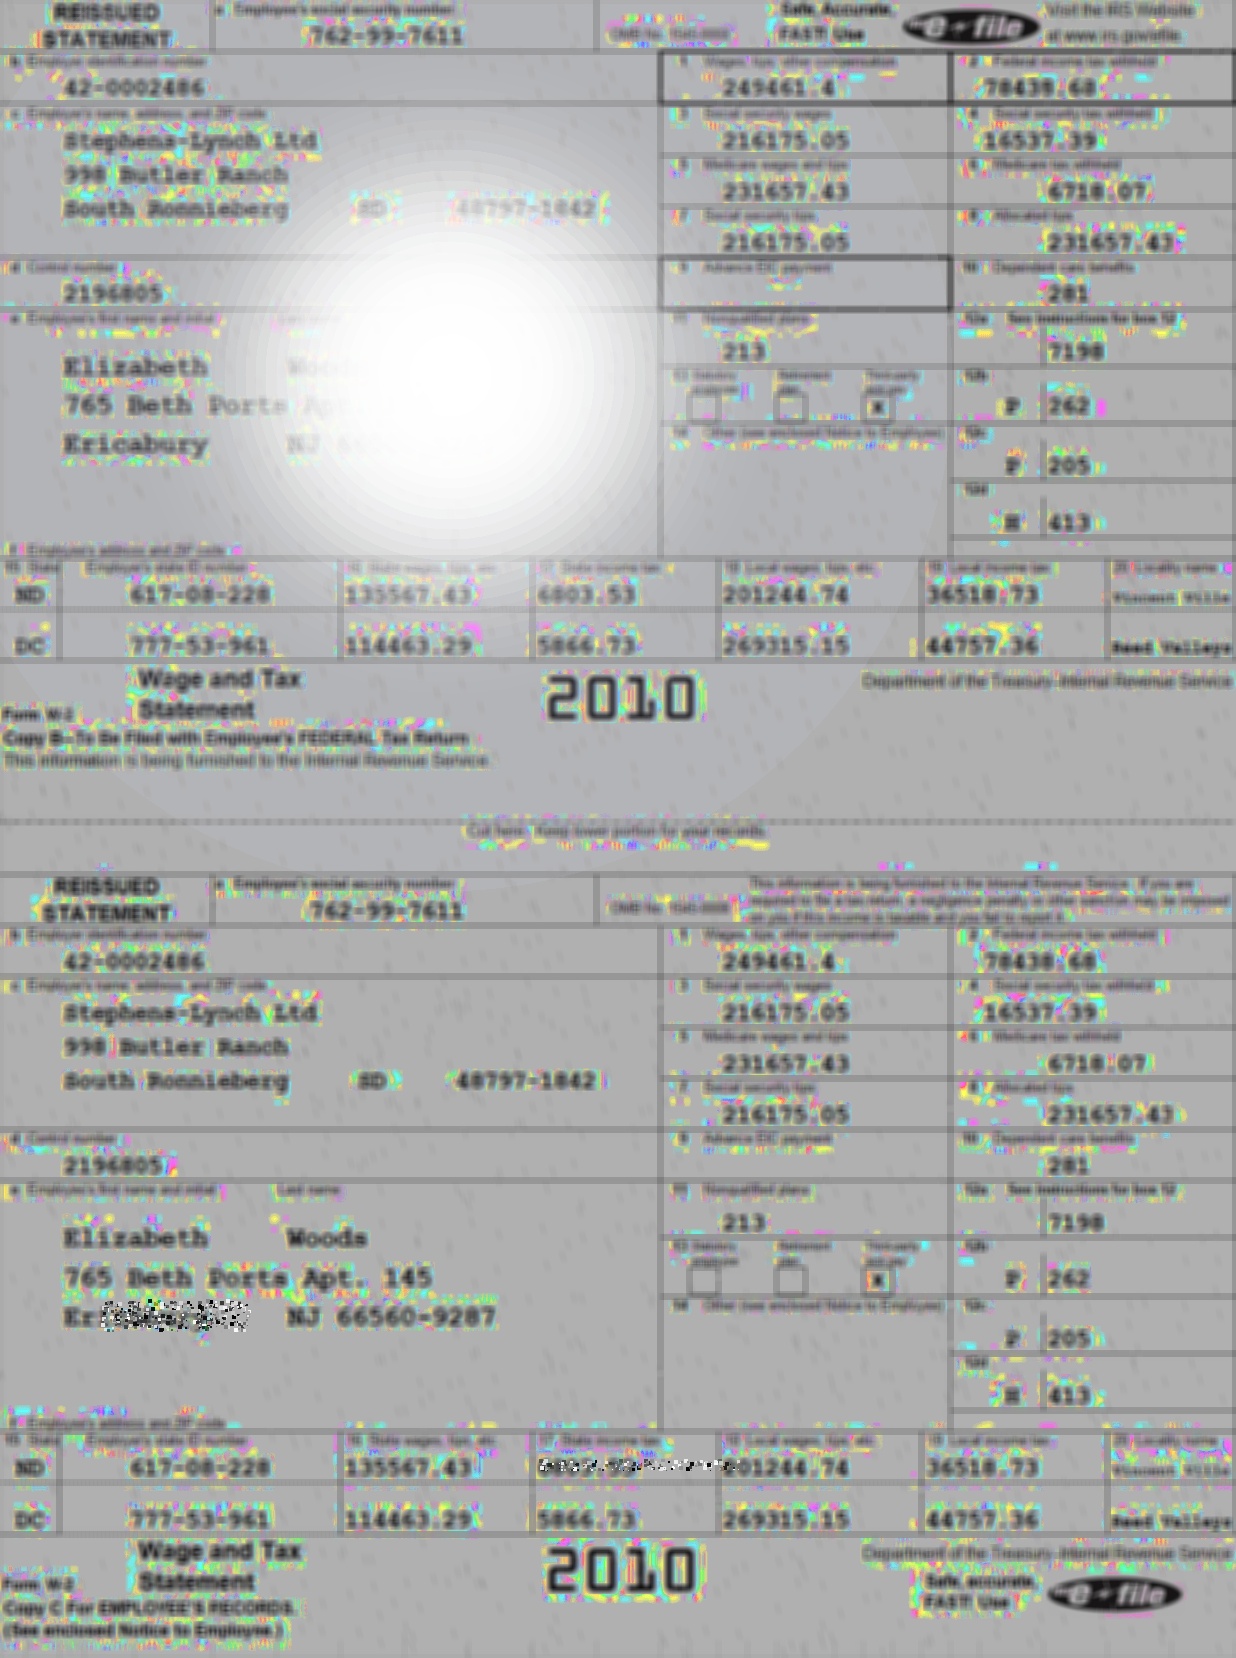 REISSUED STATEMENT
a Employee's social security number
762-99-7611
OMB No. 1545-0008
Safe, Accurate, FAST! Use
e file
Visit the IRS Website at www.irs.gov/efile.
b Employer identification number
42-0002486
1 Wages, tips, other compensation
249461.4
2 Federal income tax withheld
78438.68
c Employer's name, address, and ZIP code
Stephens-Lynch Ltd
998 Butler Ranch
South Ronnieberg SD 48797-1842
3 Social security wages
216175.05
4 Social security tax withheld
16537.39
5 Medicare wages and tips
231657.43
6 Medicare tax withheld
6718.07
7 Social security tips
216175.05
8 Allocated tips
231657.43
d Control number
2196805
9 Advance EIC payment
10 Dependent care benefits
281
e Employee's first name and initial
Elizabeth
765 Beth Ports Apt.
Ericabury NJ
11 Nonqualified plans
213
12a See instructions for box 12
7198
13 Statutory employee
Retirement plan
Third-party sick pay
X
12b
P 262
14 Other (see enclosed Notice to Employee)
12c
P 205
12d
H 413
f Employee's address and ZIP code
15 State Employer's state ID number 16 State wages, tips, etc. 17 State income tax 18 Local wages, tips, etc. 19 Local income tax 20 Locality name
ND 617-08-228 135567.43 6803.53 201244.74 36518.73 Vincent Ville
DC 777-53-961 114463.29 5866.73 269315.15 44757.36 Reed Valleys
Form W-2
Wage and Tax Statement
2010
Department of the Treasury-Internal Revenue Service
Copy B-To Be Filed with Employee's FEDERAL Tax Return
This information is being furnished to the Internal Revenue Service.
Cut here. Keep lower portion for your records.
REISSUED STATEMENT
a Employee's social security number
762-99-7611
OMB No. 1545-0008
This information is being furnished to the Internal Revenue Service. If you are
required to file a tax return, a negligence penalty or other sanction may be imposed
on you if this income is taxable and you fail to report it.
b Employer identification number
42-0002486
1 Wages, tips, other compensation
249461.4
2 Federal income tax withheld
78438.68
c Employer's name, address, and ZIP code
Stephens-Lynch Ltd
998 Butler Ranch
South Ronnieberg SD 48797-1842
3 Social security wages
216175.05
4 Social security tax withheld
16537.39
5 Medicare wages and tips
231657.43
6 Medicare tax withheld
6718.07
7 Social security tips
216175.05
8 Allocated tips
231657.43
d Control number
2196805
9 Advance EIC payment
10 Dependent care benefits
281
e Employee's first name and initial Last name
Elizabeth Woods
765 Beth Ports Apt. 145
NJ 66560-9287
11 Nonqualified plans
213
12a See instructions for box 12
7198
13 Statutory employee
Retirement plan
Third-party sick pay
X
12b
P 262
14 Other (see enclosed Notice to Employee)
12c
P 205
12d
H 413
f Employee's address and ZIP code
15 State Employer's state ID number 16 State wages, tips, etc. 17 State income tax 18 Local wages, tips, etc. 19 Local income tax 20 Locality name
ND 617-08-228 135567.43 201244.74 36518.73 Vincent Ville
DC 777-53-961 114463.29 5866.73 269315.15 44757.36 Reed Valleys
Form W-2
Wage and Tax Statement
2010
Department of the Treasury-Internal Revenue Service
Safe, accurate, FAST! Use
e file
Copy C For EMPLOYEE'S RECORDS.
(See enclosed Notice to Employee.)